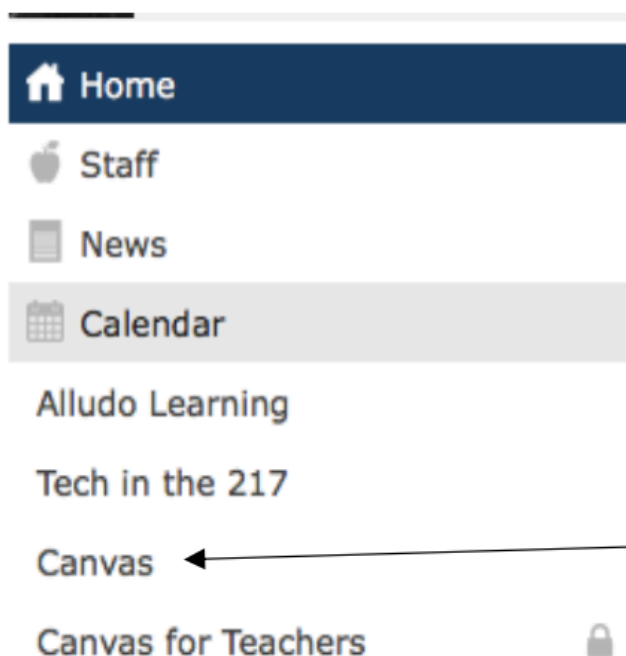 Home
Staff
News
Calendar
Alludo Learning
Tech in the 217
Canvas
Canvas for Teachers